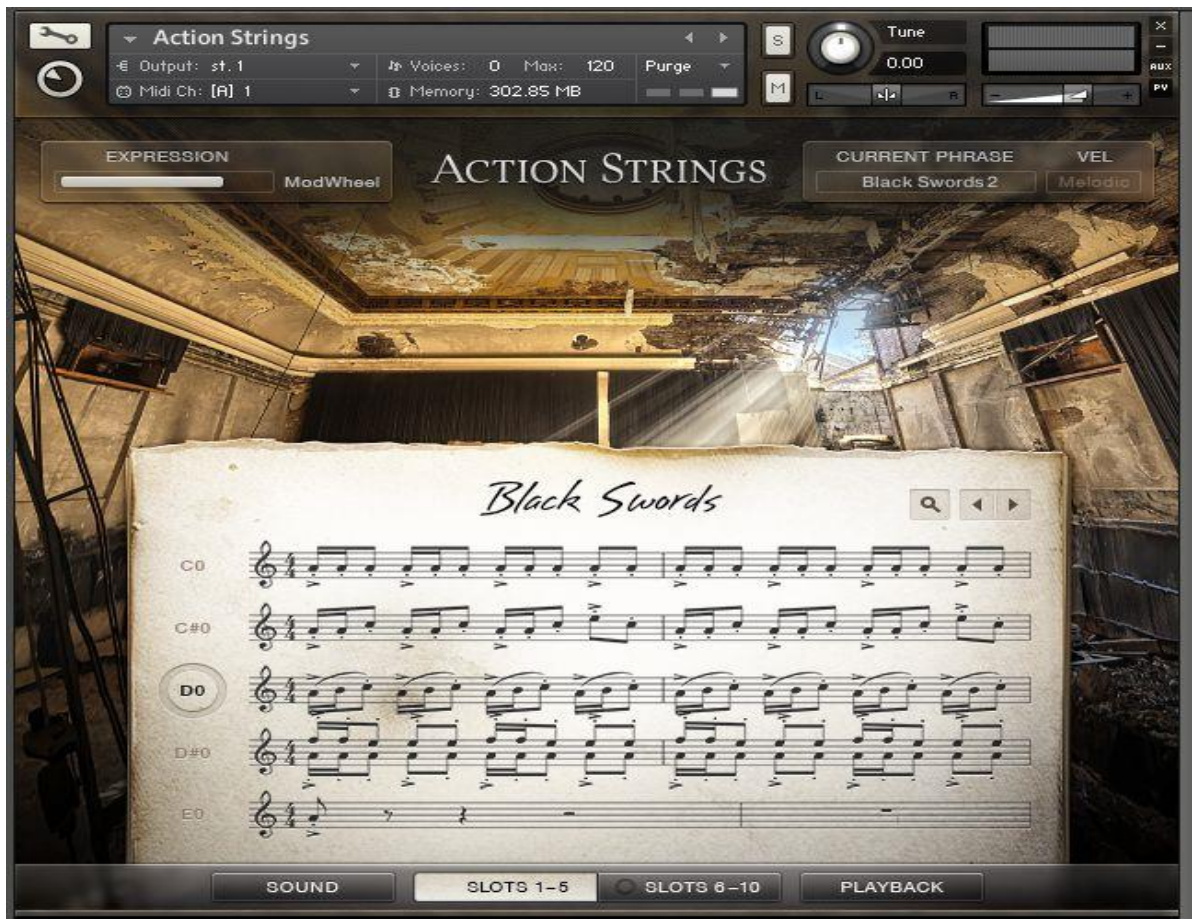 Action Strings
Output: st. 1
Voices: 0 Max: 120
Purge
Midi Ch: [A] 1
Memory: 302.85 MB
S
M
Tune
0.00
L
R
-
+
×
-
AUX
PV
EXPRESSION
ModWheel
ACTION STRINGS
CURRENT PHRASE
VEL
Black Swords 2
Melodic
Black Swords
C0
C#0
D0
D#0
E0
SOUND
SLOTS 1-5
SLOTS 6-10
PLAYBACK